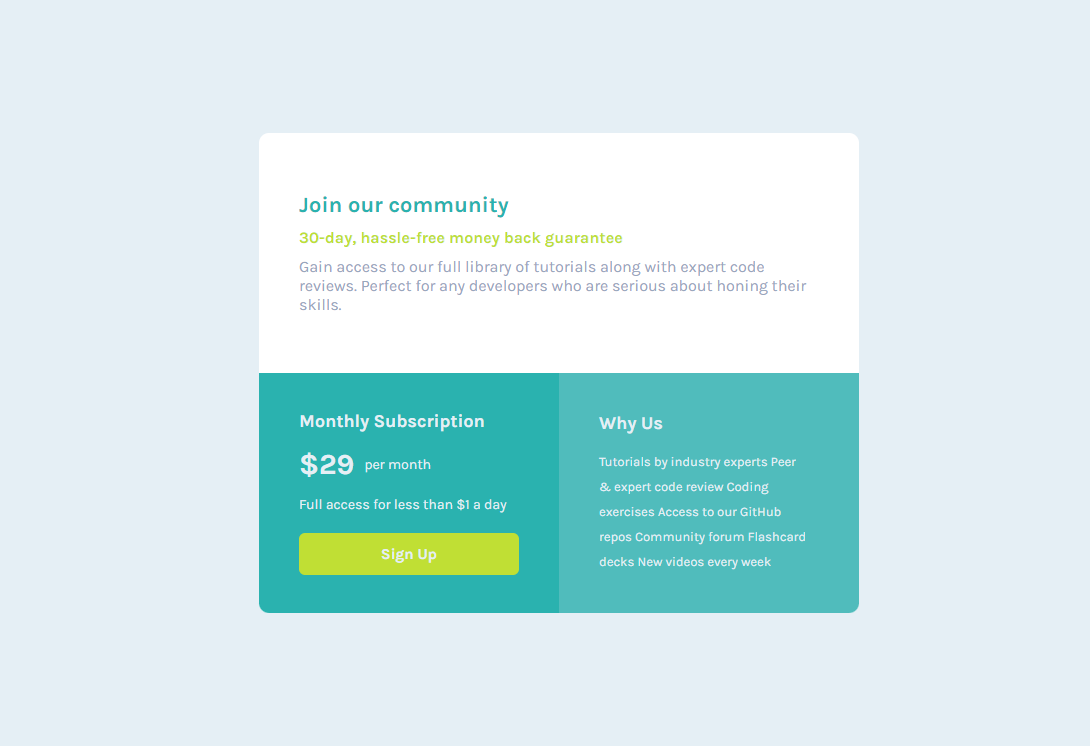 Join our community
30-day, hassle-free money back guarantee
Gain access to our full library of tutorials along with expert code
reviews. Perfect for any developers who are serious about honing their
skills.
Monthly Subscription
$29 per month
Full access for less than $1 a day
Sign Up
Why Us
Tutorials by industry experts Peer
& expert code review Coding
exercises Access to our GitHub
repos Community forum Flashcard
decks New videos every week